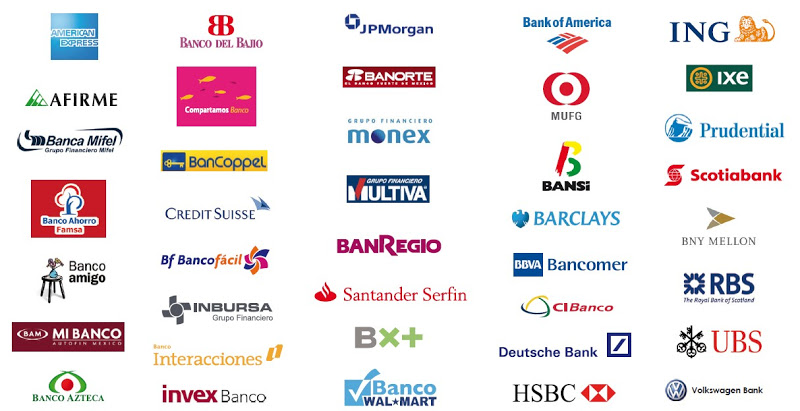 AMERICAN
EXPRESS
AFIRME
Banca Mifel
Grupo Financiero Mifel
Banco Ahorro
Famsa
Banco
amigo
BAM MI BANCO
AUTOFIN MEXICO
BANCO AZTECA
BANCO DEL BAJIO
Compartamos Banco
BanCoppel
CREDIT SUISSE
Bf Bancofácil
INBURSA
Grupo Financiero
Banco
Interacciones
invex Banco
JPMorgan
BANORTE
EL BANCO FUERTE DE MEXICO
GRUPO FINANCIERO
monex
GRUPO FINANCIERO
MULTIVA
BANREGIO
Santander Serfin
Bx+
Banco
WAL★MART
Bank of America
MUFG
BANSI
BARCLAYS
BBVA Bancomer
CIBanco
Deutsche Bank
HSBC
ING
IXE
Prudential
Scotiabank
BNY MELLON
RBS
The Royal Bank of Scotland
UBS
Volkswagen Bank